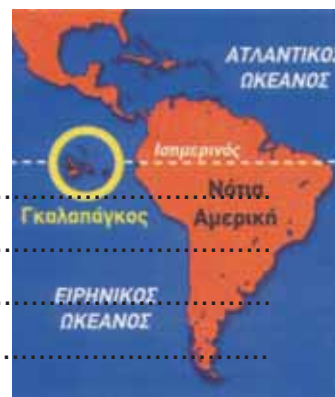 ΑΤΛΑΝΤΙΚΟΣ
ΩΚΕΑΝΟΣ
Ισημερινός
Νότια
Αμερική
Γκαλαπάγκος
ΕΙΡΗΝΙΚΟΣ
ΩΚΕΑΝΟΣ